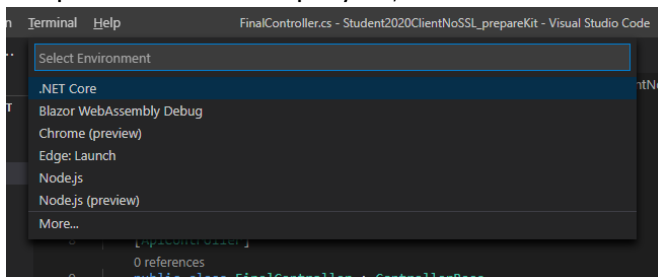 Terminal Help FinalController.cs - Student2020ClientNoSSL_prepareKit - Visual Studio Code
Select Environment
.NET Core
Blazor WebAssembly Debug
Chrome (preview)
Edge: Launch
Node.js
Node.js (preview)
More...
[ApiController]
0 references
public class FinalController : ControllerBase